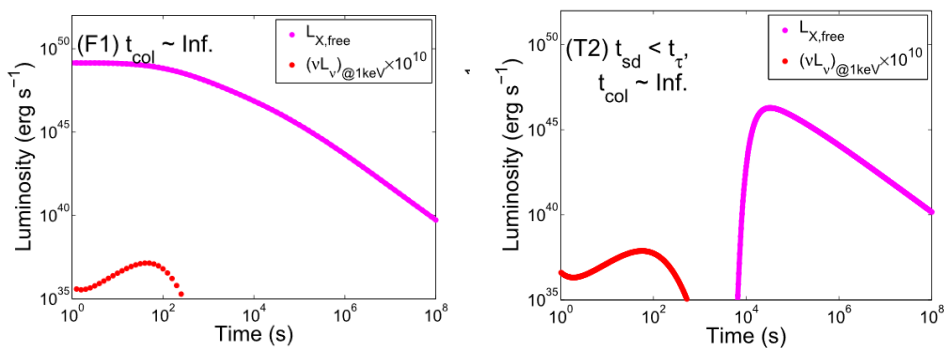 (F1) t_col ~ Inf.
L_X,free
(νL_ν)_@1keV×10^10
Luminosity (erg s^−1)
10^50
10^45
10^40
10^35
10^0 10^2 10^4 10^6 10^8
Time (s)
(T2) t_sd < t_τ,
t_col ~ Inf.
L_X,free
(νL_ν)_@1keV×10^10
Luminosity (erg s^−1)
10^50
10^45
10^40
10^35
10^0 10^2 10^4 10^6 10^8
Time (s)